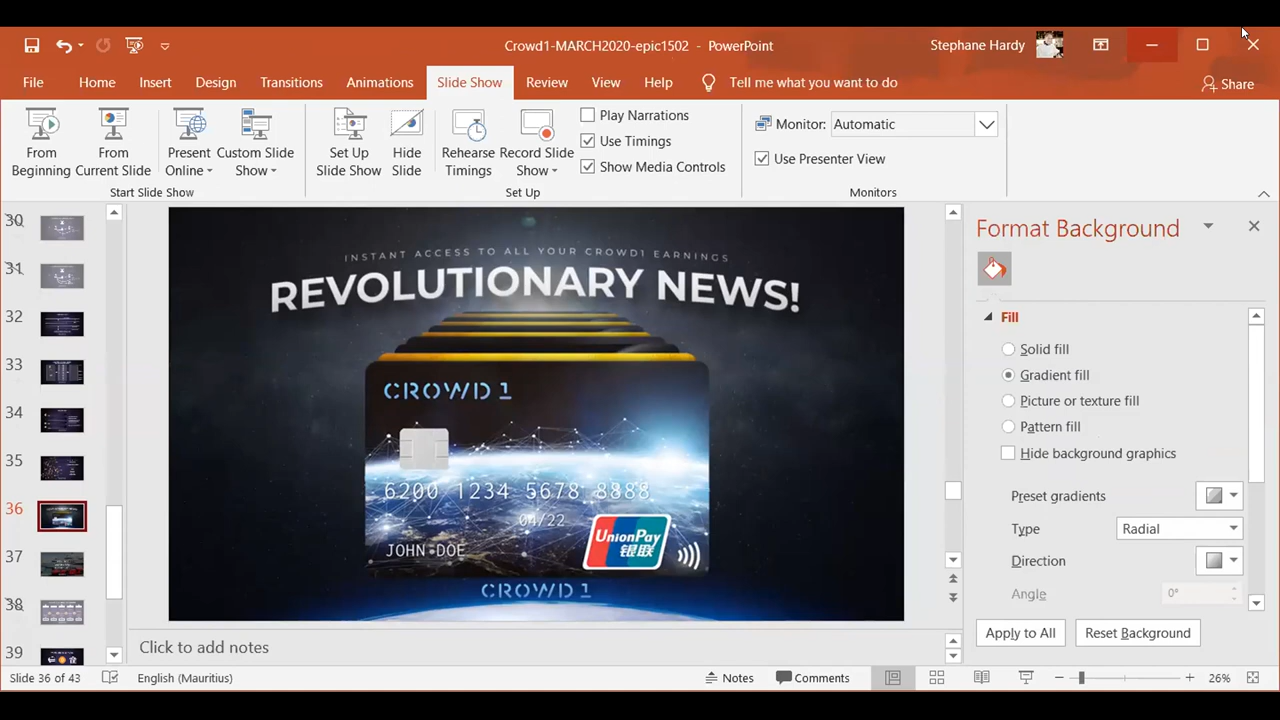 Crowd1-MARCH2020-epic1502 - PowerPoint
Stephane Hardy
File
Home
Insert
Design
Transitions
Animations
Slide Show
Review
View
Help
Tell me what you want to do
Share
From Beginning
From Current Slide
Present Online
Custom Slide Show
Start Slide Show
Set Up Slide Show
Hide Slide
Rehearse Timings
Record Slide Show
Play Narrations
Use Timings
Show Media Controls
Set Up
Monitor: Automatic
Use Presenter View
Monitors
30
31
32
33
34
35
36
37
38
39
INSTANT ACCESS TO ALL YOUR CROWD1 EARNINGS
REVOLUTIONARY NEWS!
CROWD1
6200 1234 5678 8888
04/22
JOHN DOE
UnionPay
银联
CROWD1
Click to add notes
Format Background
Fill
Solid fill
Gradient fill
Picture or texture fill
Pattern fill
Hide background graphics
Preset gradients
Type Radial
Direction
Angle 0°
Apply to All
Reset Background
Slide 36 of 43
English (Mauritius)
Notes
Comments
26%